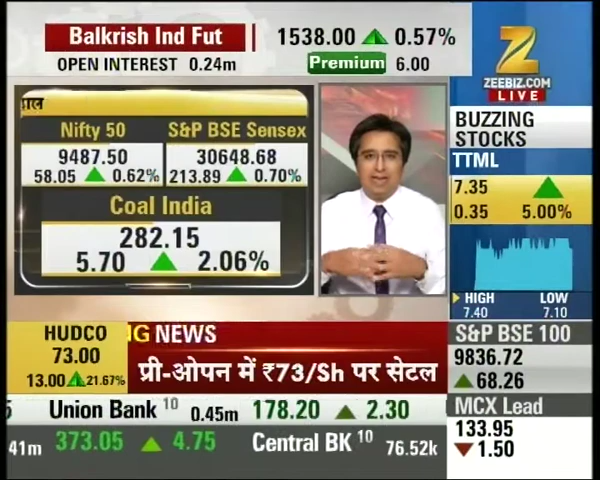 Balkrish Ind Fut
1538.00 0.57%
OPEN INTEREST 0.24m
Premium 6.00
Z
ZEEBIZ.COM
LIVE
Nifty 50
9487.50
58.05 0.62%
S&P BSE Sensex
30648.68
213.89 0.70%
Coal India
282.15
5.70 2.06%
BUZZING
STOCKS
TTML
7.35
0.35 5.00%
HIGH LOW
7.40 7.10
HUDCO
73.00
13.00 21.67%
NG NEWS
प्री-ओपन में ₹73/Sh पर सेटल
S&P BSE 100
9836.72
68.26
MCX Lead
133.95
1.50
5 Union Bank 10 0.45m 178.20 2.30
41m 373.05 4.75 Central BK 10 76.52k